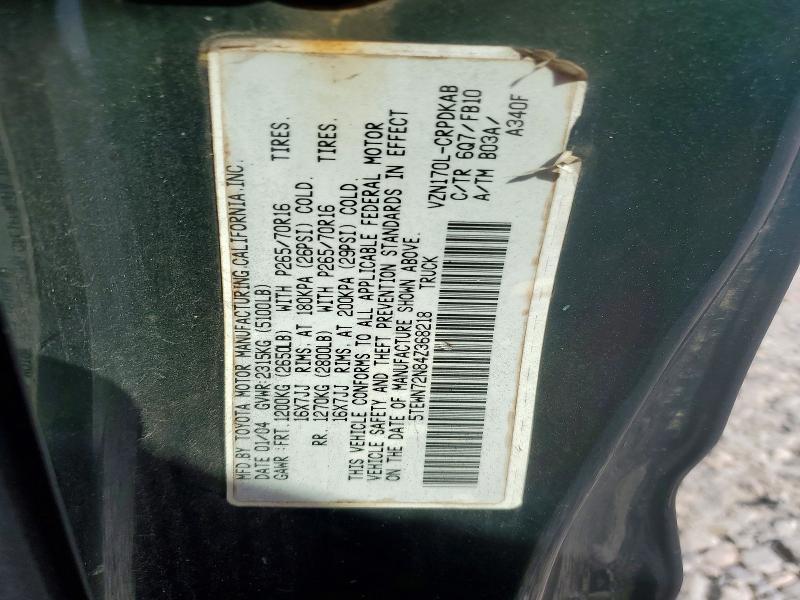 MFD.BY TOYOTA MOTOR MANUFACTURING,CALIFORNIA,INC.
DATE 01/04 GVWR:2315KG (5100LB)
GAWR :FRT.1200KG (2650LB) WITH P265/70R16 TIRES.
16X7JJ RIMS. AT 180KPA (26PSI) COLD.
RR. 1270KG (2800LB) WITH P265/70R16 TIRES.
16X7JJ RIMS. AT 200KPA (29PSI) COLD.
THIS VEHICLE CONFORMS TO ALL APPLICABLE FEDERAL MOTOR
VEHICLE SAFETY AND THEFT PREVENTION STANDARDS IN EFFECT
ON THE DATE OF MANUFACTURE SHOWN ABOVE.
5TEWN72N84Z368218 TRUCK
VZN170L-CRPDKAB
C/TR 6Q7/FB10
A/TM B03A/
A340F